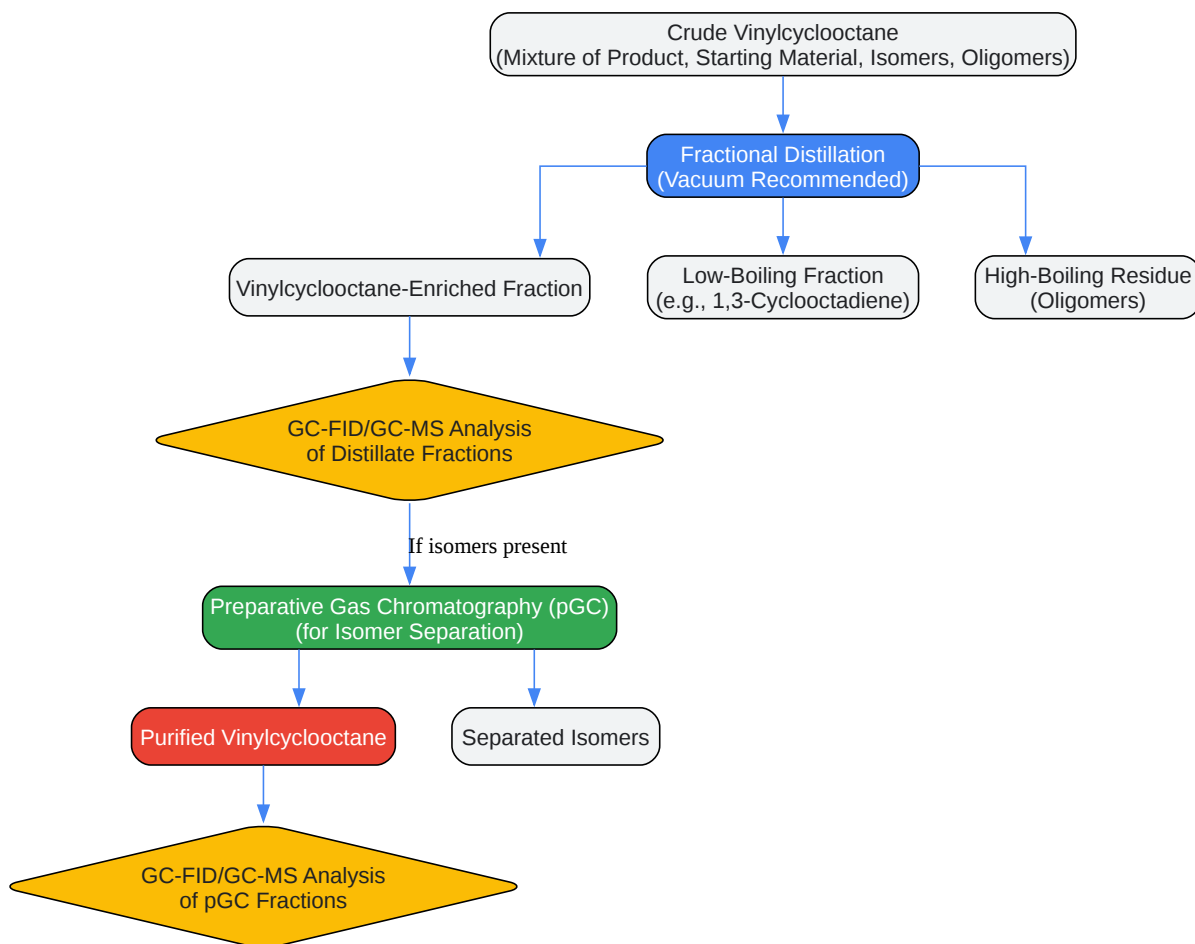 Crude Vinylcyclooctane
(Mixture of Product, Starting Material, Isomers, Oligomers)
Fractional Distillation
(Vacuum Recommended)
Vinylcyclooctane-Enriched Fraction
Low-Boiling Fraction
(e.g., 1,3-Cyclooctadiene)
High-Boiling Residue
(Oligomers)
GC-FID/GC-MS Analysis
of Distillate Fractions
If isomers present
Preparative Gas Chromatography (pGC)
(for Isomer Separation)
Purified Vinylcyclooctane
Separated Isomers
GC-FID/GC-MS Analysis
of pGC Fractions